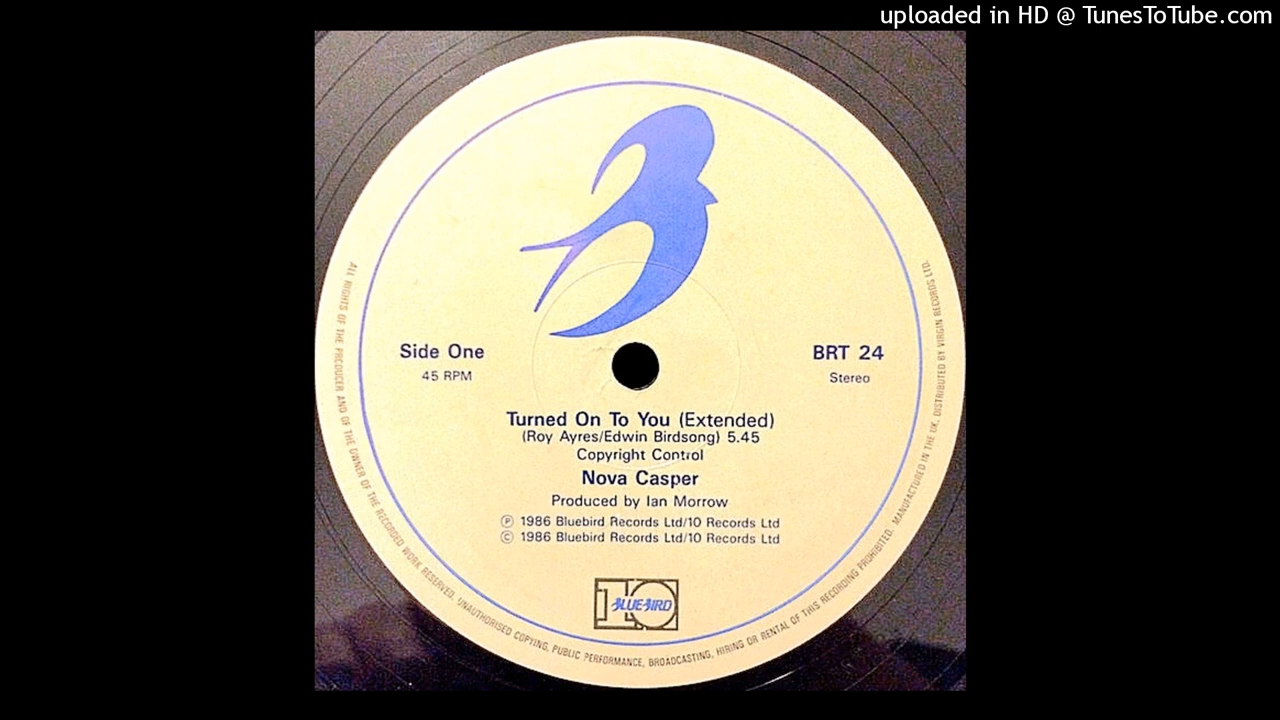 uploaded in HD @ TunesToTube.com
Side One
45 RPM
BRT 24
Stereo
Turned On To You (Extended)
(Roy Ayres/Edwin Birdsong) 5.45
Copyright Control
Nova Casper
Produced by Ian Morrow
Ⓟ 1986 Bluebird Records Ltd/10 Records Ltd
© 1986 Bluebird Records Ltd/10 Records Ltd
10 BLUEBIRD
ALL RIGHTS OF THE PRODUCER AND OF THE OWNER OF THE RECORDED WORK RESERVED. UNAUTHORISED COPYING, PUBLIC PERFORMANCE, BROADCASTING, HIRING OR RENTAL OF THIS RECORDING PROHIBITED. MANUFACTURED IN THE UK. DISTRIBUTED BY VIRGIN RECORDS LTD.